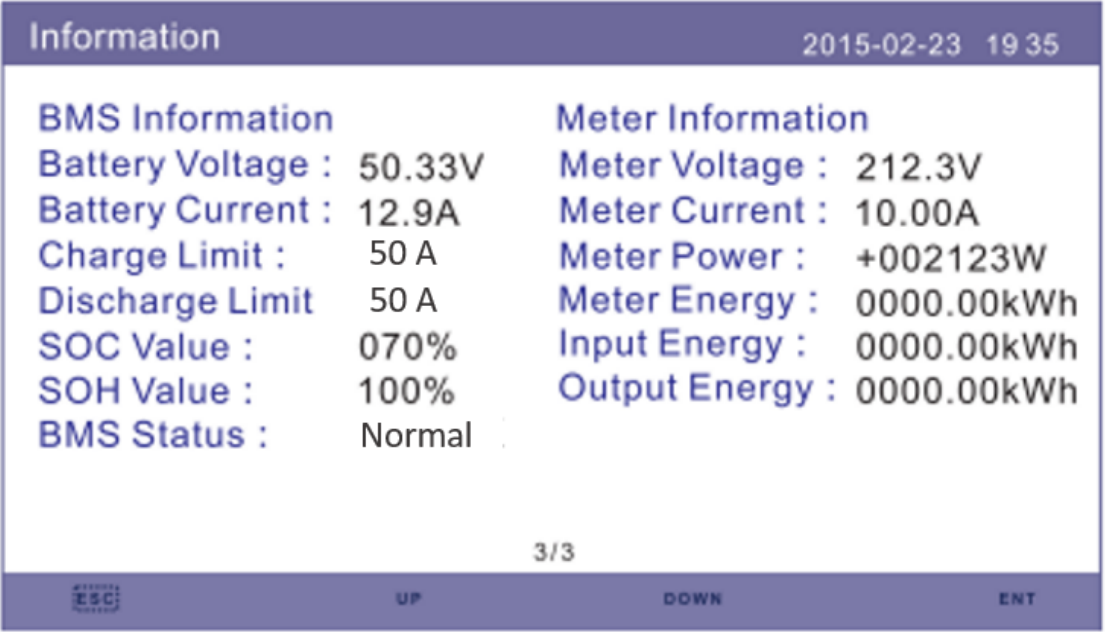 Information
2015-02-23 19 35
BMS Information
Battery Voltage : 50.33V
Battery Current : 12.9A
Charge Limit : 50 A
Discharge Limit 50 A
SOC Value : 070%
SOH Value : 100%
BMS Status : Normal
Meter Information
Meter Voltage : 212.3V
Meter Current : 10.00A
Meter Power : +002123W
Meter Energy : 0000.00kWh
Input Energy : 0000.00kWh
Output Energy : 0000.00kWh
3/3
ESC UP DOWN ENT